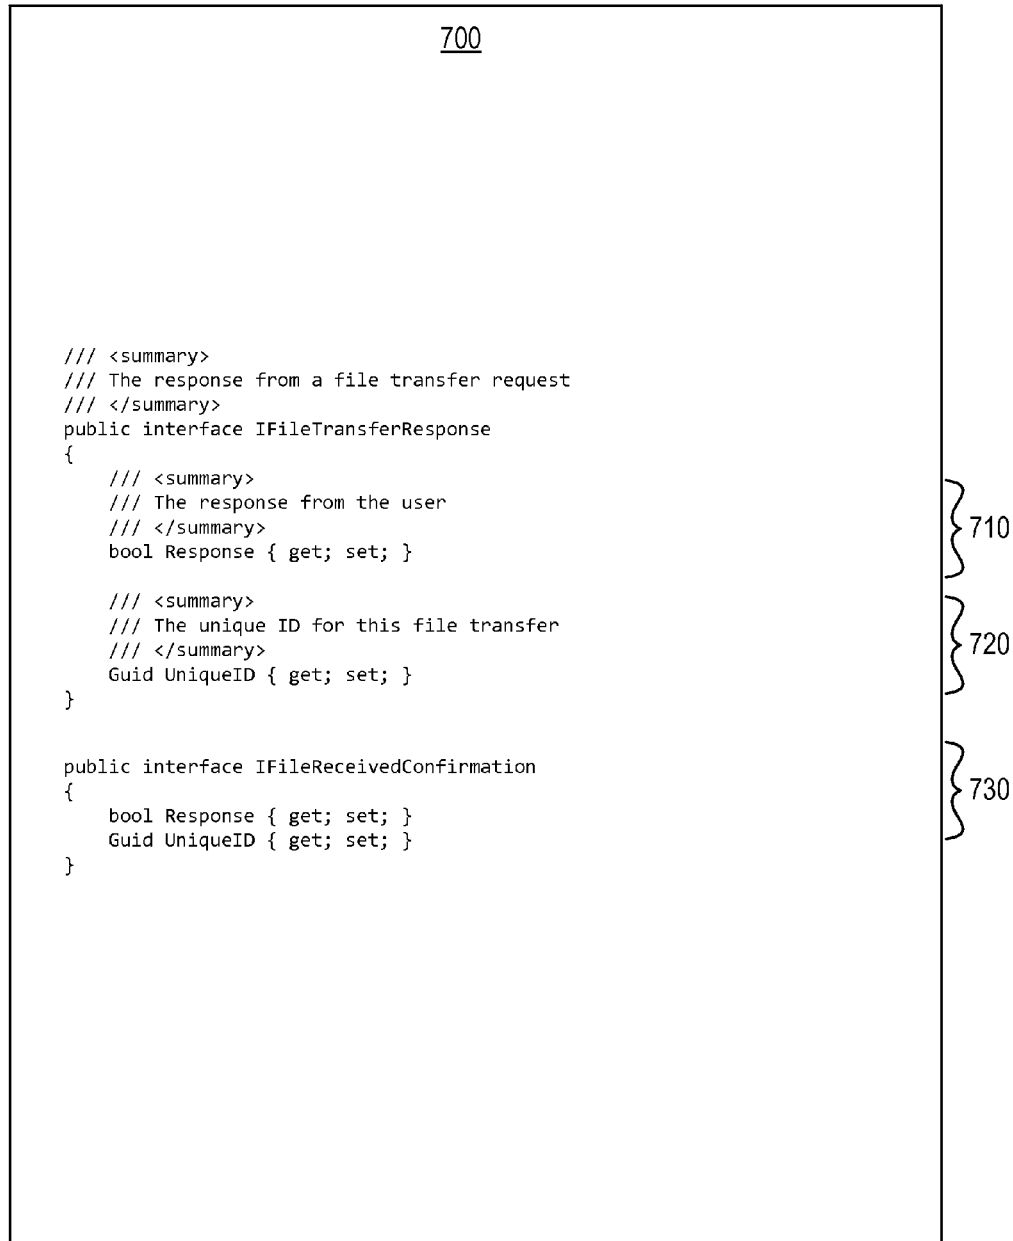 700
/// <summary>
/// The response from a file transfer request
/// </summary>
public interface IFileTransferResponse
{
    /// <summary>
    /// The response from the user
    /// </summary>
    bool Response { get; set; }
710
    /// <summary>
    /// The unique ID for this file transfer
    /// </summary>
    Guid UniqueID { get; set; }
}
720
public interface IFileReceivedConfirmation
{
    bool Response { get; set; }
    Guid UniqueID { get; set; }
}
730